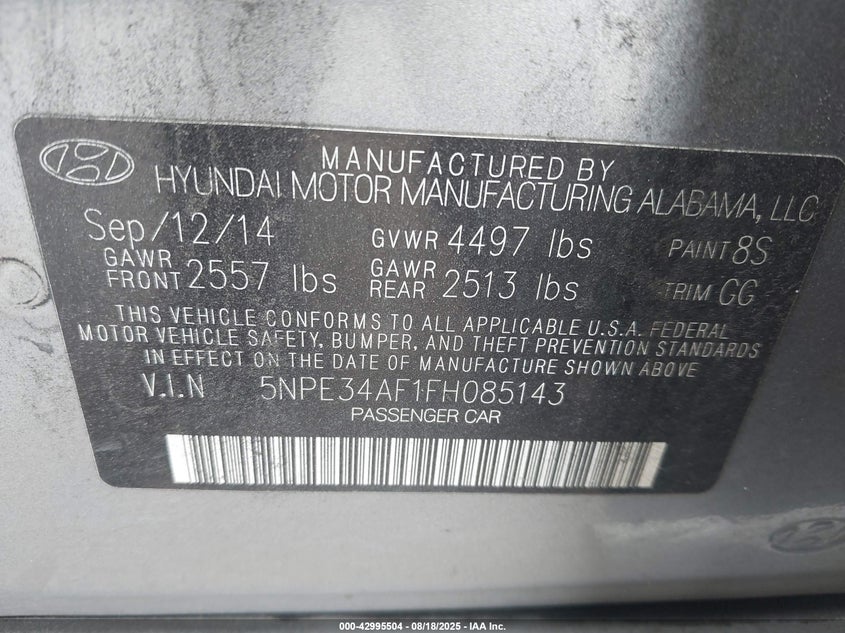 MANUFACTURED BY
HYUNDAI MOTOR MANUFACTURING ALABAMA, LLC
Sep/12/14 GVWR 4497 lbs PAINT 8S
GAWR FRONT 2557 lbs GAWR REAR 2513 lbs TRIM GG
THIS VEHICLE CONFORMS TO ALL APPLICABLE U.S.A. FEDERAL
MOTOR VEHICLE SAFETY, BUMPER, AND THEFT PREVENTION STANDARDS
IN EFFECT ON THE DATE OF MANUFACTURE SHOWN ABOVE
V.I.N 5NPE34AF1FH085143
PASSENGER CAR
000-42995504 - 08/18/2025 - IAA Inc.